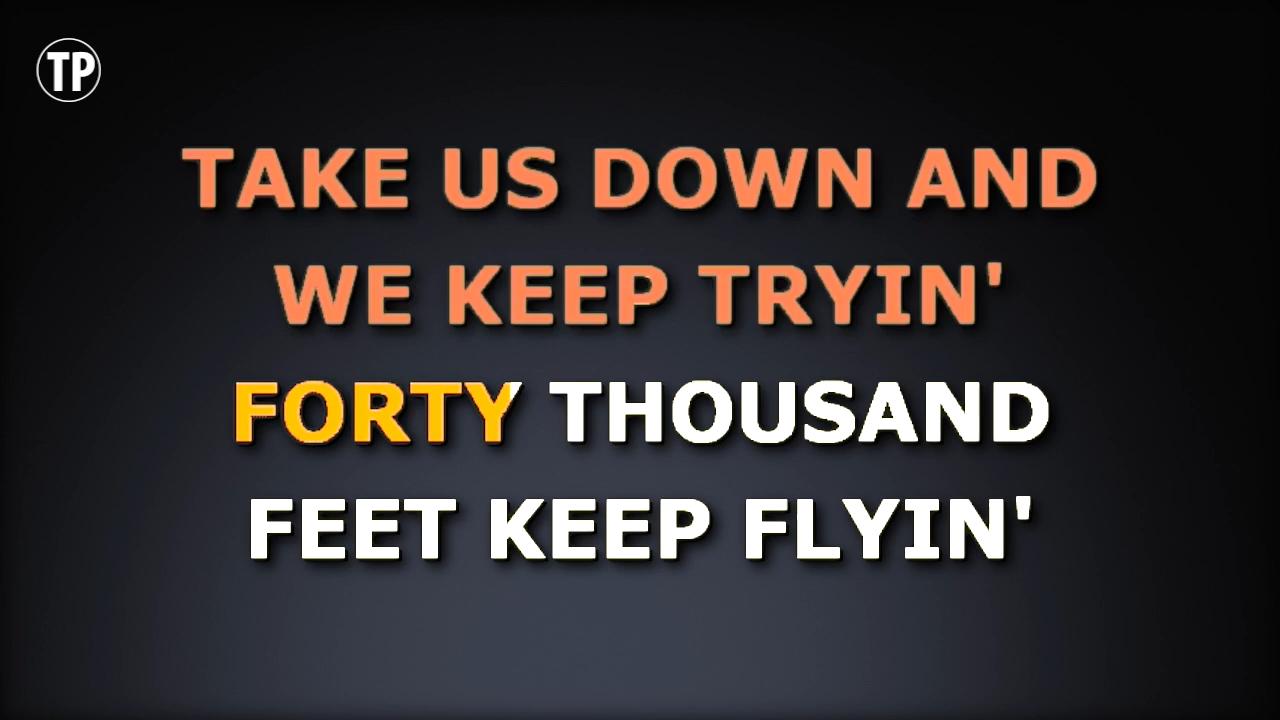 TP
TAKE US DOWN AND
WE KEEP TRYIN'
FORTY THOUSAND
FEET KEEP FLYIN'